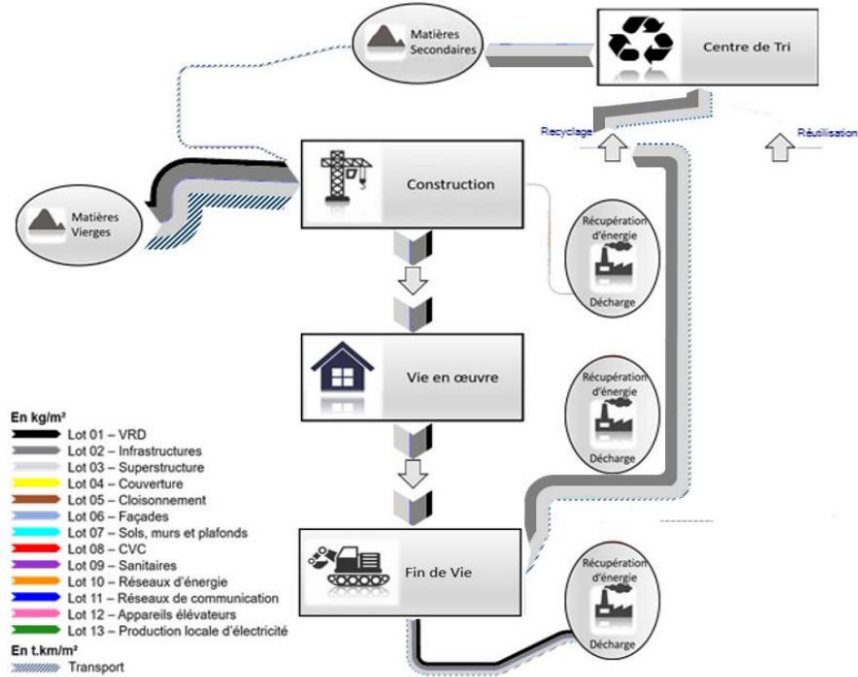 Matières
Secondaires
Centre de Tri
Recyclage
Réutilisation
Construction
Matières
Vierges
Récupération
d'énergie
Décharge
Vie en œuvre
Récupération
d'énergie
Décharge
En kg/m²
Lot 01 – VRD
Lot 02 – Infrastructures
Lot 03 – Superstructure
Lot 04 – Couverture
Lot 05 – Cloisonnement
Lot 06 – Façades
Lot 07 – Sols, murs et plafonds
Lot 08 – CVC
Lot 09 – Sanitaires
Lot 10 – Réseaux d'énergie
Lot 11 – Réseaux de communication
Lot 12 – Appareils élévateurs
Lot 13 – Production locale d'électricité
En t.km/m²
Transport
Fin de Vie
Récupération
d'énergie
Décharge